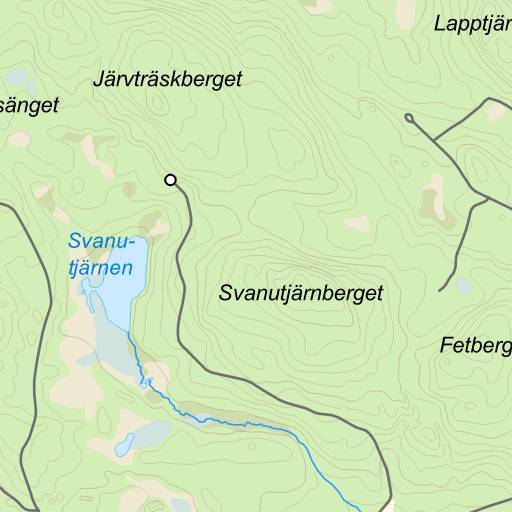 Lapptjär
Järvträskberget
sänget
Svanu-
tjärnen
Svanutjärnberget
Fetberg